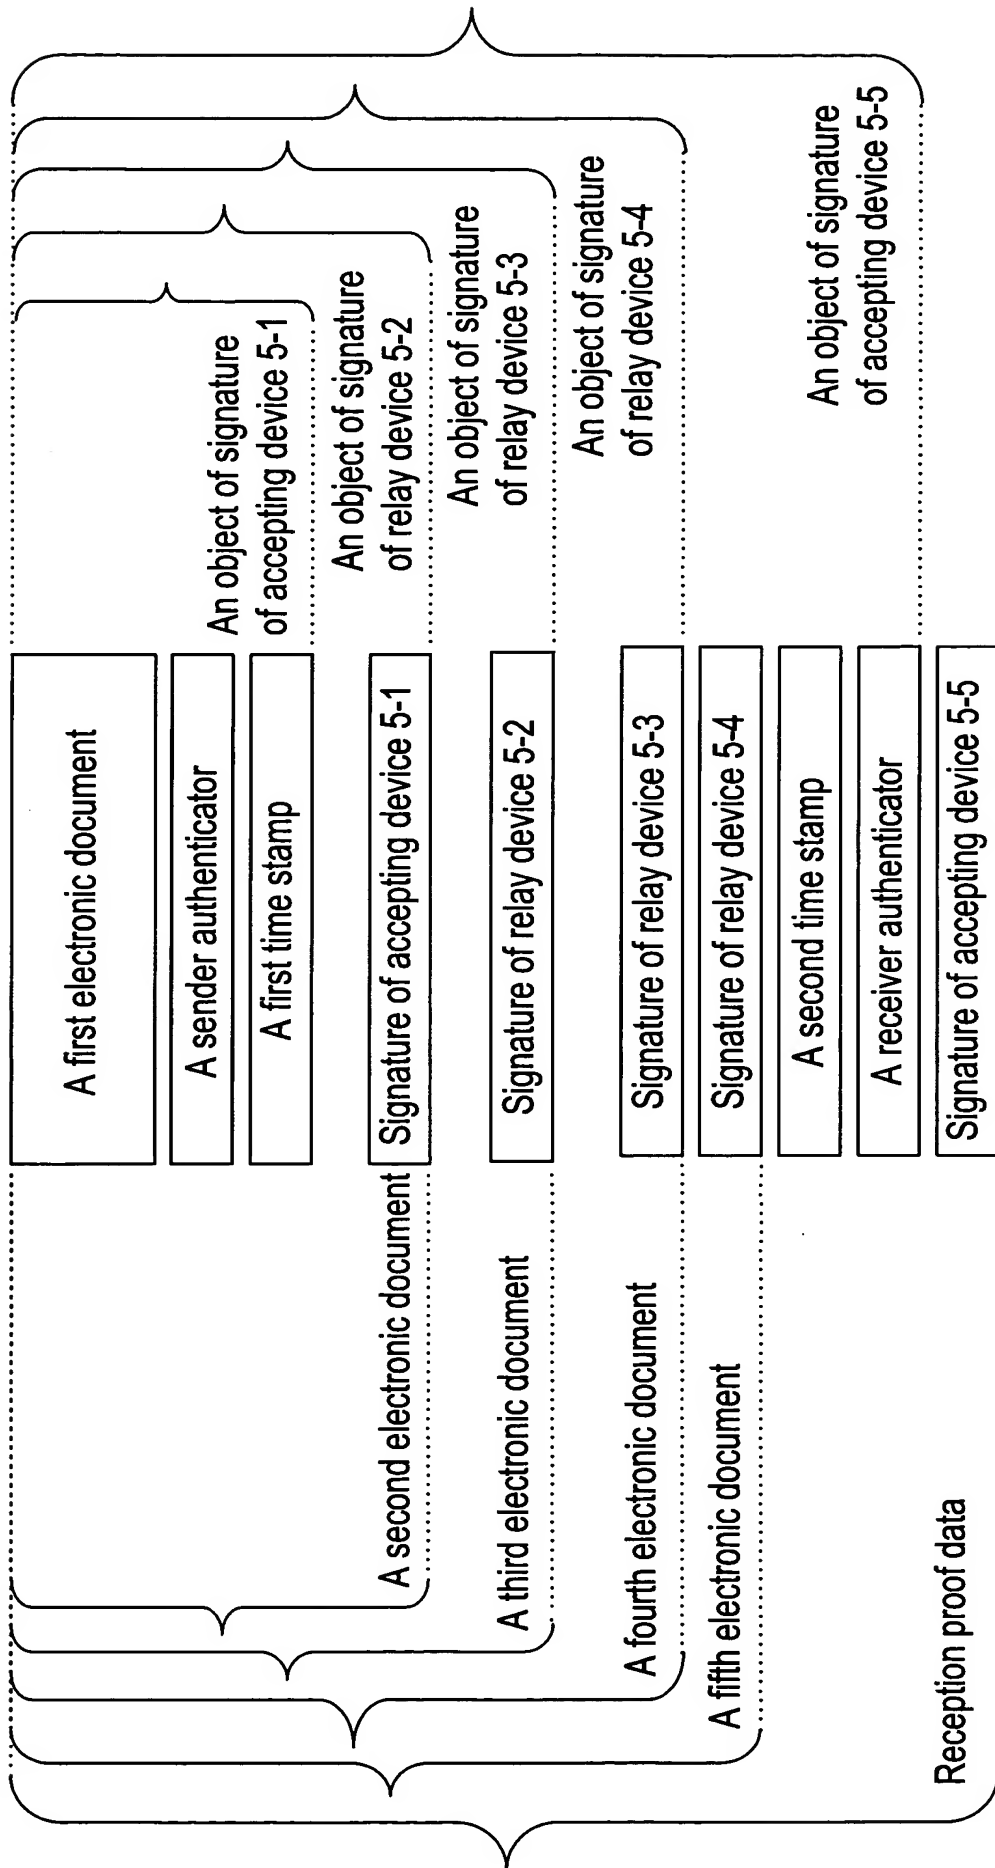 A first electronic document
A sender authenticator
A first time stamp
An object of signature
of accepting device 5-1
A second electronic document
Signature of accepting device 5-1
An object of signature
of relay device 5-2
A third electronic document
Signature of relay device 5-2
An object of signature
of relay device 5-3
A fourth electronic document
Signature of relay device 5-3
An object of signature
of relay device 5-4
A fifth electronic document
Signature of relay device 5-4
A second time stamp
A receiver authenticator
An object of signature
of accepting device 5-5
Reception proof data
Signature of accepting device 5-5